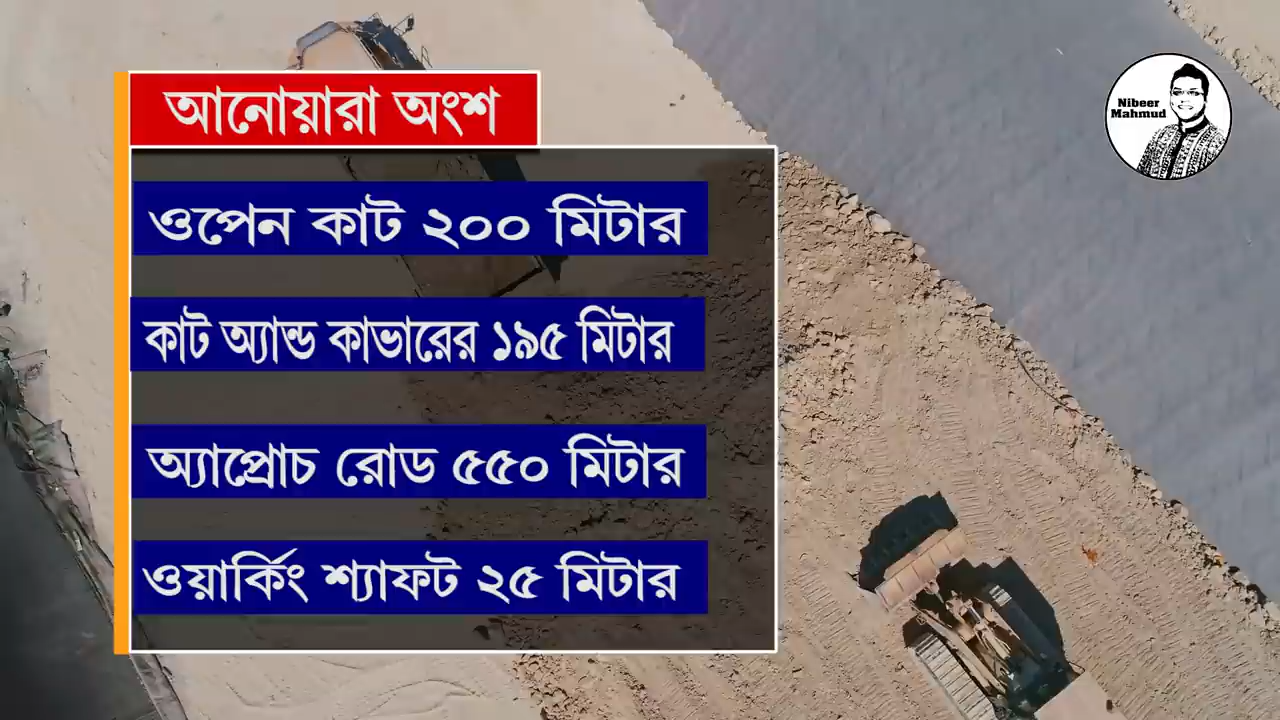 আনোয়ারা অংশ
ওপেন কাট ২০০ মিটার
কাট অ্যান্ড কাভারের ১৯৫ মিটার
অ্যাপ্রোচ রোড ৫৫০ মিটার
ওয়ার্কিং শ্যাফট ২৫ মিটার
Nibeer
Mahmud